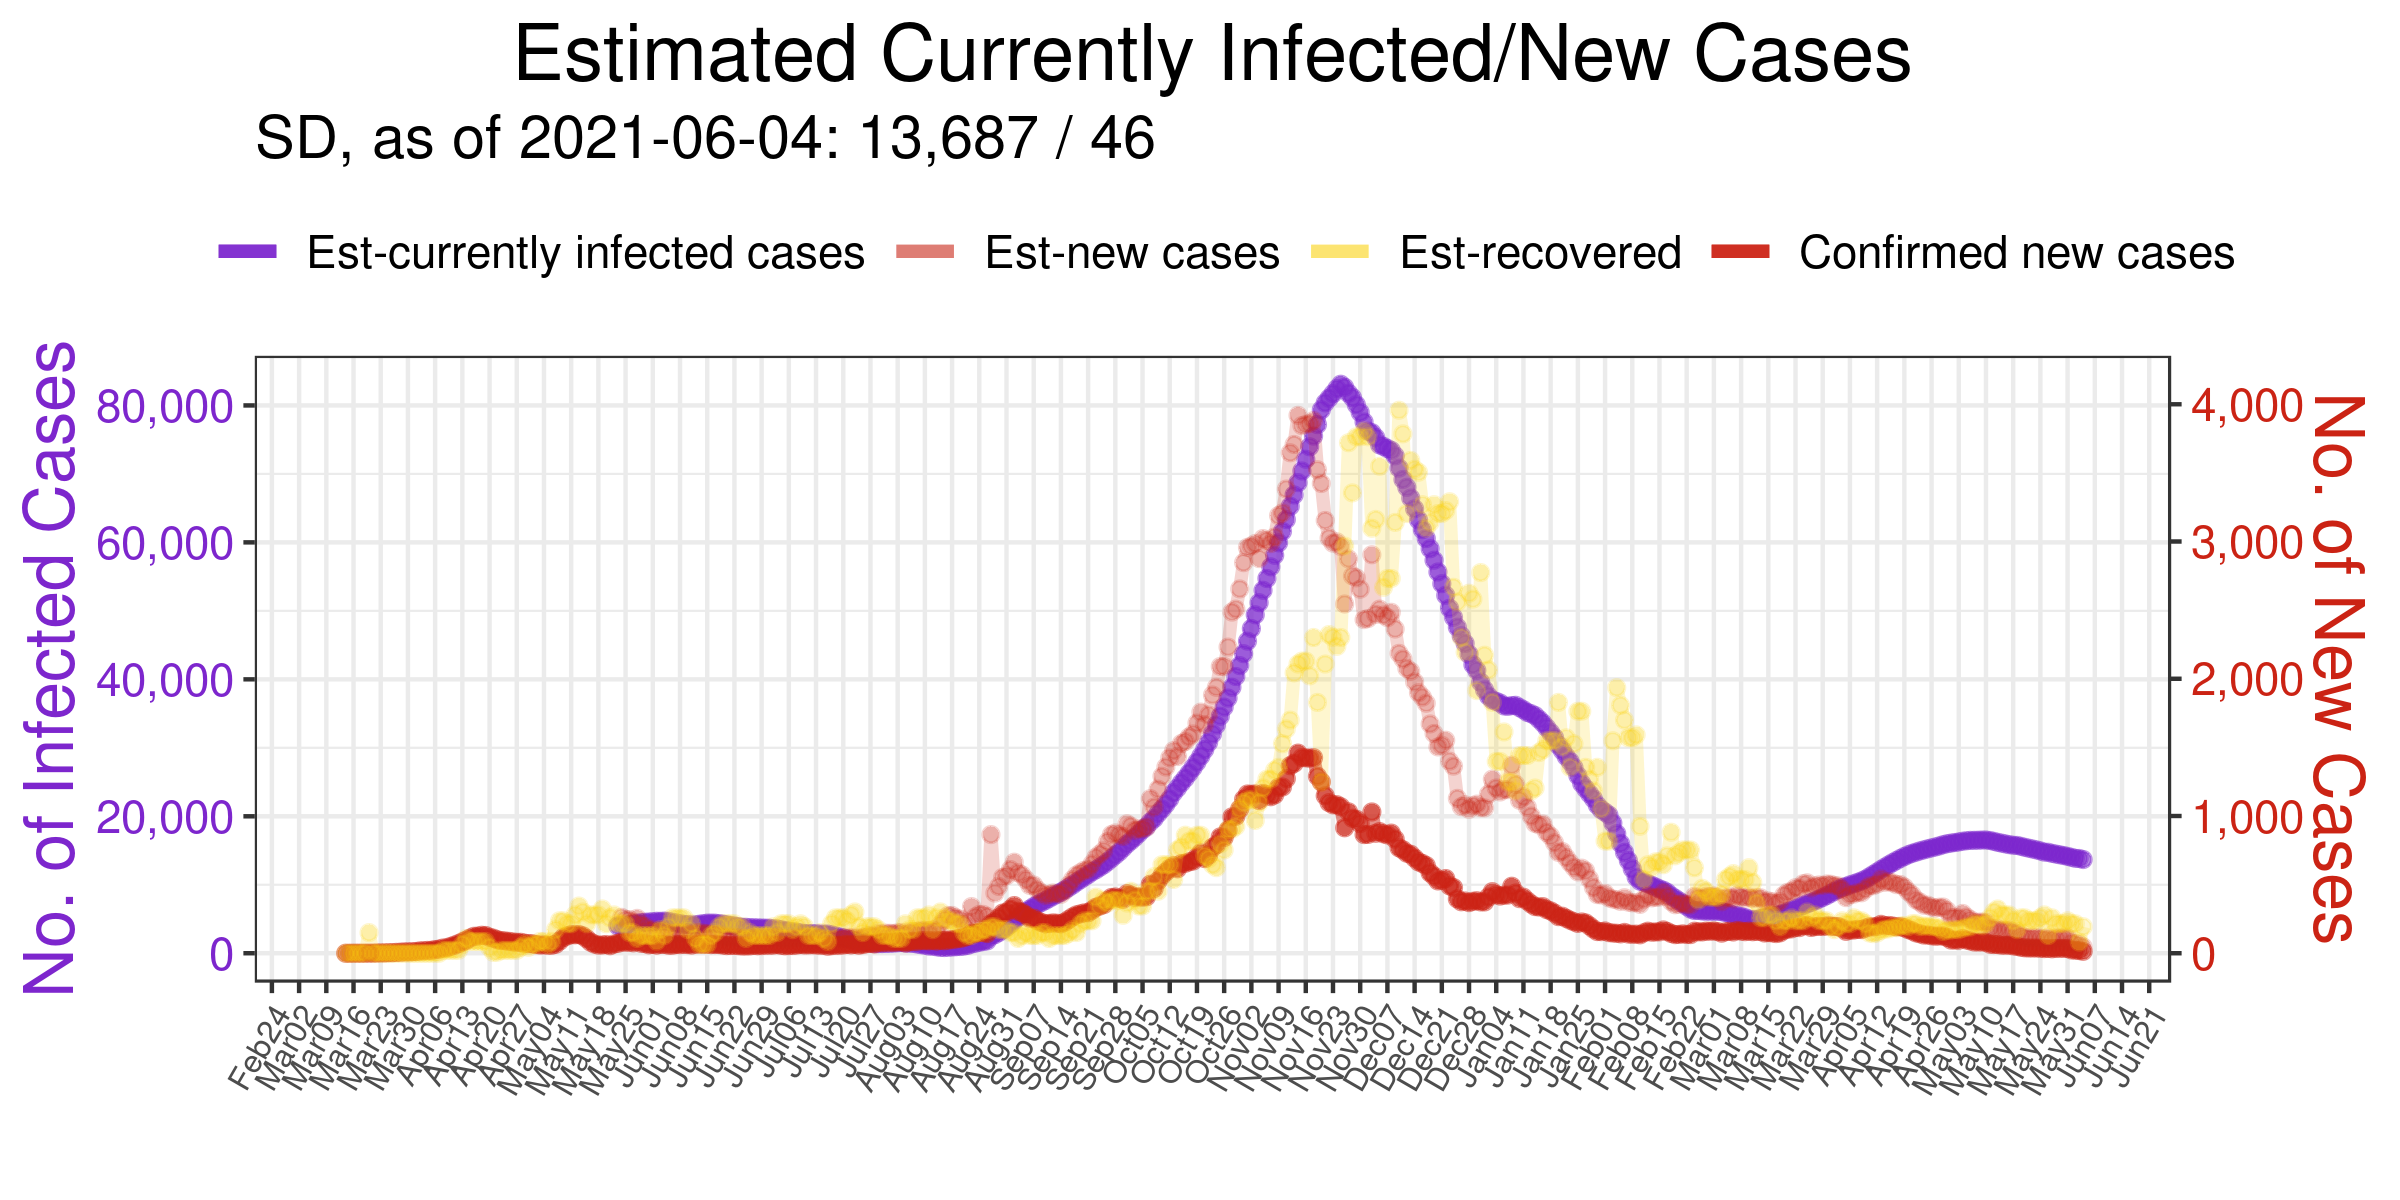 Estimated Currently Infected/New Cases
SD, as of 2021-06-04: 13,687 / 46
Est-currently infected cases Est-new cases Est-recovered Confirmed new cases
No. of Infected Cases
80,000
60,000
40,000
20,000
0
4,000
3,000
2,000
1,000
0
No. of New Cases
Feb24 Mar02 Mar09 Mar16 Mar23 Mar30 Apr06 Apr13 Apr20 Apr27 May04 May11 May18 May25 Jun01 Jun08 Jun15 Jun22 Jun29 Jul06 Jul13 Jul20 Jul27 Aug03 Aug10 Aug17 Aug24 Aug31 Sep07 Sep14 Sep21 Sep28 Oct05 Oct12 Oct19 Oct26 Nov02 Nov09 Nov16 Nov23 Nov30 Dec07 Dec14 Dec21 Dec28 Jan04 Jan11 Jan18 Jan25 Feb01 Feb08 Feb15 Feb22 Mar01 Mar08 Mar15 Mar22 Mar29 Apr05 Apr12 Apr19 Apr26 May03 May10 May17 May24 May31 Jun07 Jun14 Jun21